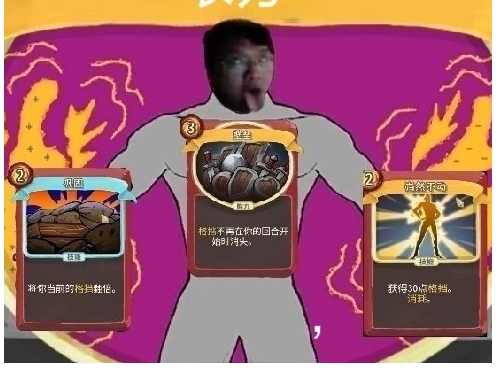 2
巩固
技能
将你当前的格挡翻倍。
3
壁垒
能力
格挡不再在你的回合开
始时消失。
2
岿然不动
技能
获得30点格挡。
消耗。
，